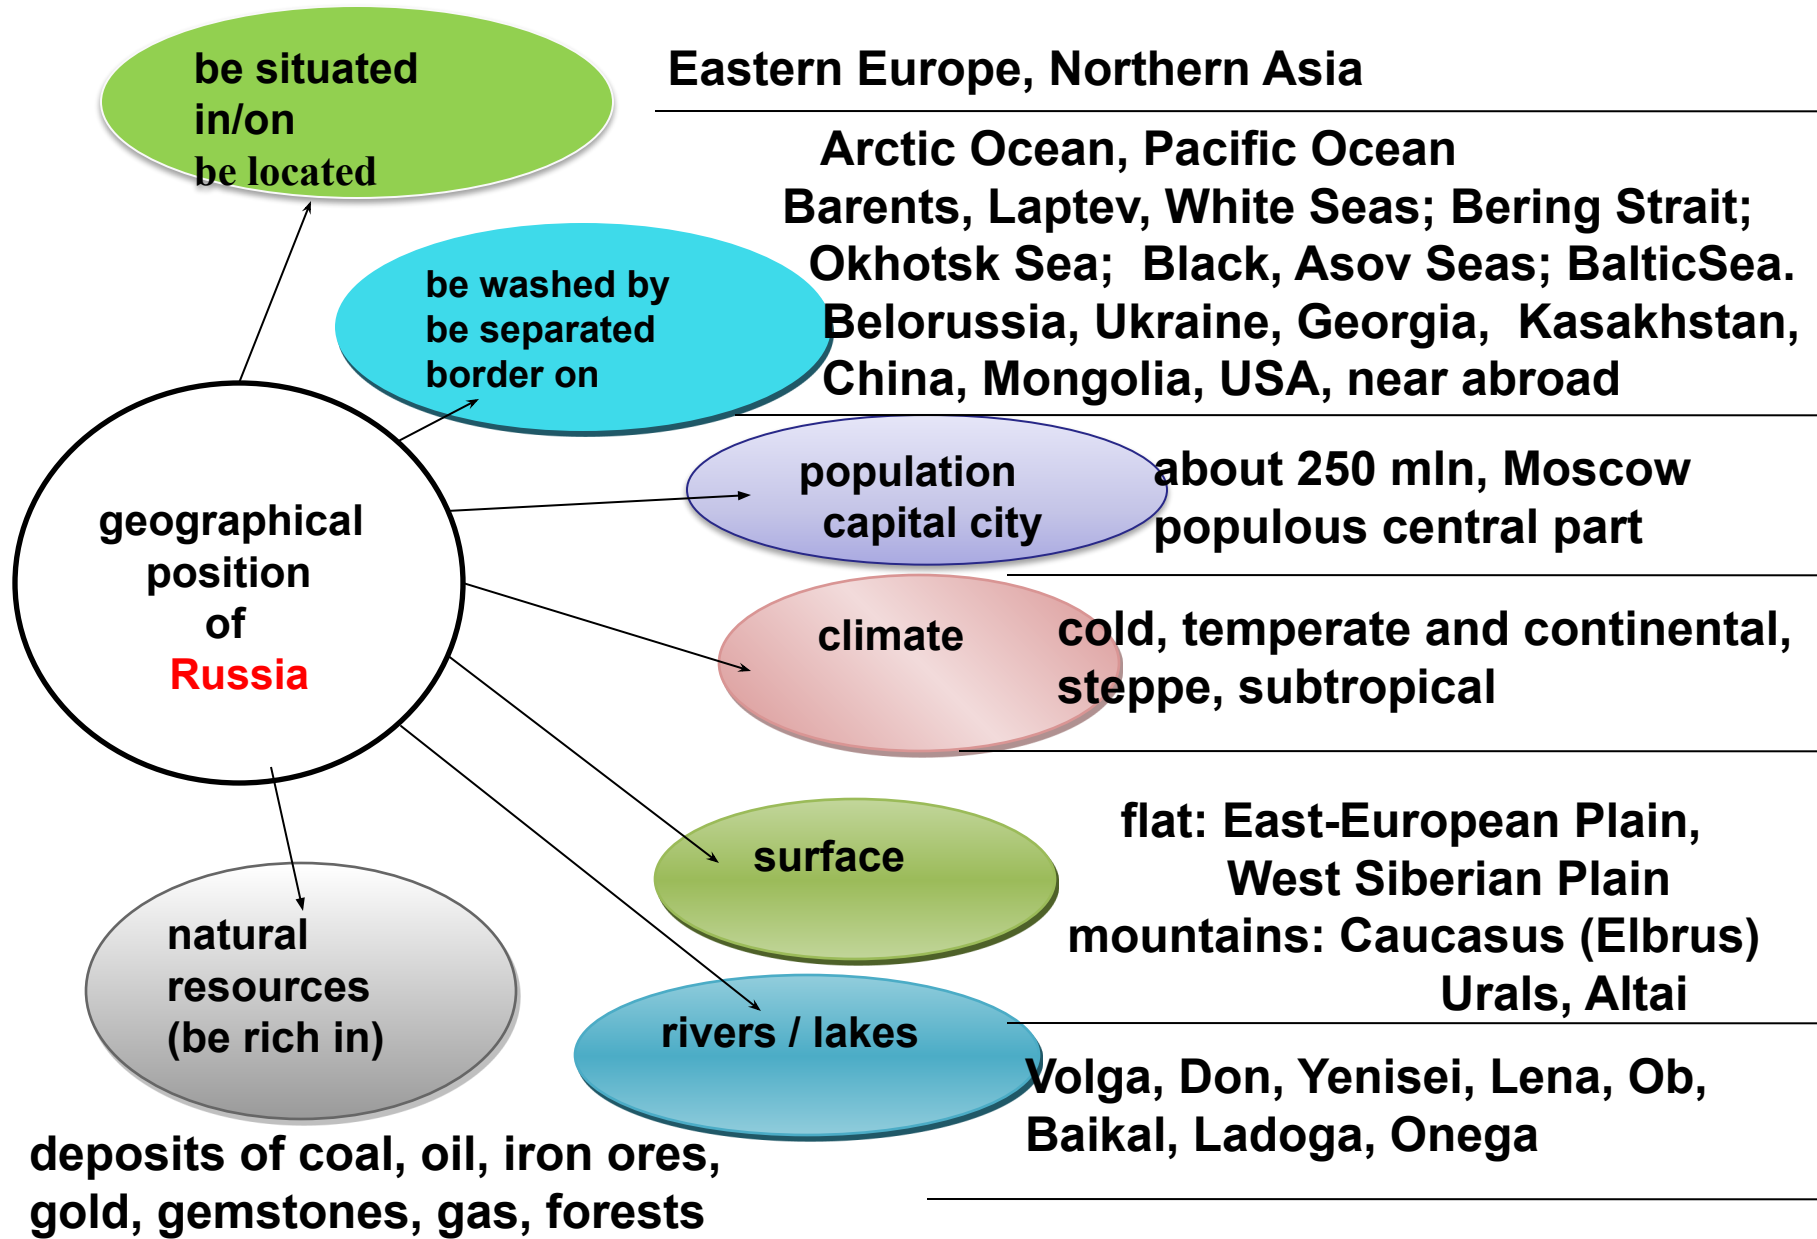 be situated
in/on
be located
Eastern Europe, Northern Asia
be washed by
be separated
border on
Arctic Ocean, Pacific Ocean
Barents, Laptev, White Seas; Bering Strait;
Okhotsk Sea;  Black, Asov Seas; BalticSea.
Belorussia, Ukraine, Georgia,  Kasakhstan,
China, Mongolia, USA, near abroad
geographical
position
of
Russia
population
capital city
about 250 mln, Moscow
populous central part
climate
cold, temperate and continental,
steppe, subtropical
surface
flat: East-European Plain,
West Siberian Plain
mountains: Caucasus (Elbrus)
Urals, Altai
rivers / lakes
Volga, Don, Yenisei, Lena, Ob,
Baikal, Ladoga, Onega
natural
resources
(be rich in)
deposits of coal, oil, iron ores,
gold, gemstones, gas, forests